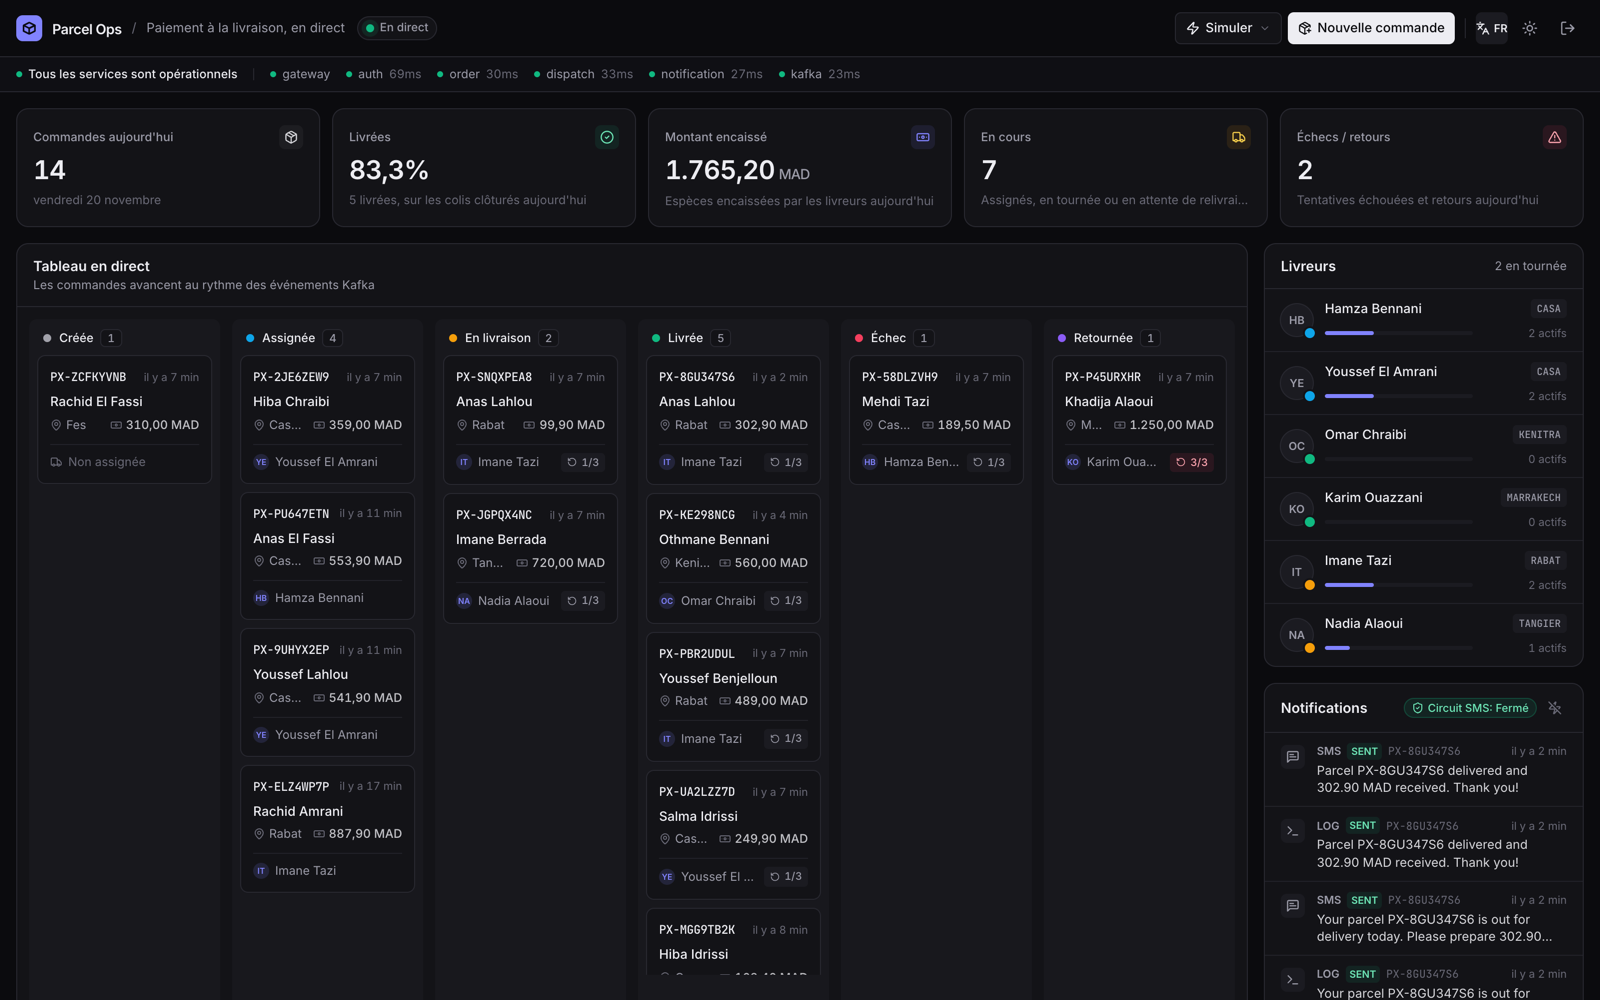 Parcel Ops / Paiement à la livraison, en direct En direct Simuler Nouvelle commande FR
Tous les services sont opérationnels gateway auth 69ms order 30ms dispatch 33ms notification 27ms kafka 23ms
Commandes aujourd'hui
14
vendredi 20 novembre
Livrées
83,3%
5 livrées, sur les colis clôturés aujourd'hui
Montant encaissé
1.765,20 MAD
Espèces encaissées par les livreurs aujourd'hui
En cours
7
Assignés, en tournée ou en attente de relivrai...
Échecs / retours
2
Tentatives échouées et retours aujourd'hui
Tableau en direct
Les commandes avancent au rythme des événements Kafka
Créée 1
PX-ZCFKYVNB il y a 7 min
Rachid El Fassi
Fes 310,00 MAD
Non assignée
Assignée 4
PX-2JE6ZEW9 il y a 7 min
Hiba Chraibi
Cas... 359,00 MAD
YE Youssef El Amrani
PX-PU647ETN il y a 11 min
Anas El Fassi
Cas... 553,90 MAD
HB Hamza Bennani
PX-9UHYX2EP il y a 11 min
Youssef Lahlou
Cas... 541,90 MAD
YE Youssef El Amrani
PX-ELZ4WP7P il y a 17 min
Rachid Amrani
Rabat 887,90 MAD
IT Imane Tazi
En livraison 2
PX-SNQXPEA8 il y a 7 min
Anas Lahlou
Rabat 99,90 MAD
IT Imane Tazi 1/3
PX-JGPQX4NC il y a 7 min
Imane Berrada
Tan... 720,00 MAD
NA Nadia Alaoui 1/3
Livrée 5
PX-8GU347S6 il y a 2 min
Anas Lahlou
Rabat 302,90 MAD
IT Imane Tazi 1/3
PX-KE298NCG il y a 4 min
Othmane Bennani
Keni... 560,00 MAD
OC Omar Chraibi 1/3
PX-PBR2UDUL il y a 7 min
Youssef Benjelloun
Rabat 489,00 MAD
IT Imane Tazi 1/3
PX-UA2LZZ7D il y a 7 min
Salma Idrissi
Cas... 249,90 MAD
YE Youssef El ... 1/3
PX-MGG9TB2K il y a 8 min
Hiba Idrissi
Échec 1
PX-58DLZVH9 il y a 7 min
Mehdi Tazi
Cas... 189,50 MAD
HB Hamza Ben... 1/3
Retournée 1
PX-P45URXHR il y a 7 min
Khadija Alaoui
M... 1.250,00 MAD
KO Karim Oua... 3/3
Livreurs 2 en tournée
HB Hamza Bennani CASA
2 actifs
YE Youssef El Amrani CASA
2 actifs
OC Omar Chraibi KENITRA
0 actifs
KO Karim Ouazzani MARRAKECH
0 actifs
IT Imane Tazi RABAT
2 actifs
NA Nadia Alaoui TANGIER
1 actifs
Notifications Circuit SMS: Fermé
SMS SENT PX-8GU347S6 il y a 2 min
Parcel PX-8GU347S6 delivered and
302.90 MAD received. Thank you!
LOG SENT PX-8GU347S6 il y a 2 min
Parcel PX-8GU347S6 delivered and
302.90 MAD received. Thank you!
SMS SENT PX-8GU347S6 il y a 2 min
Your parcel PX-8GU347S6 is out for
delivery today. Please prepare 302.90...
LOG SENT PX-8GU347S6 il y a 2 min
Your parcel PX-8GU347S6 is out for